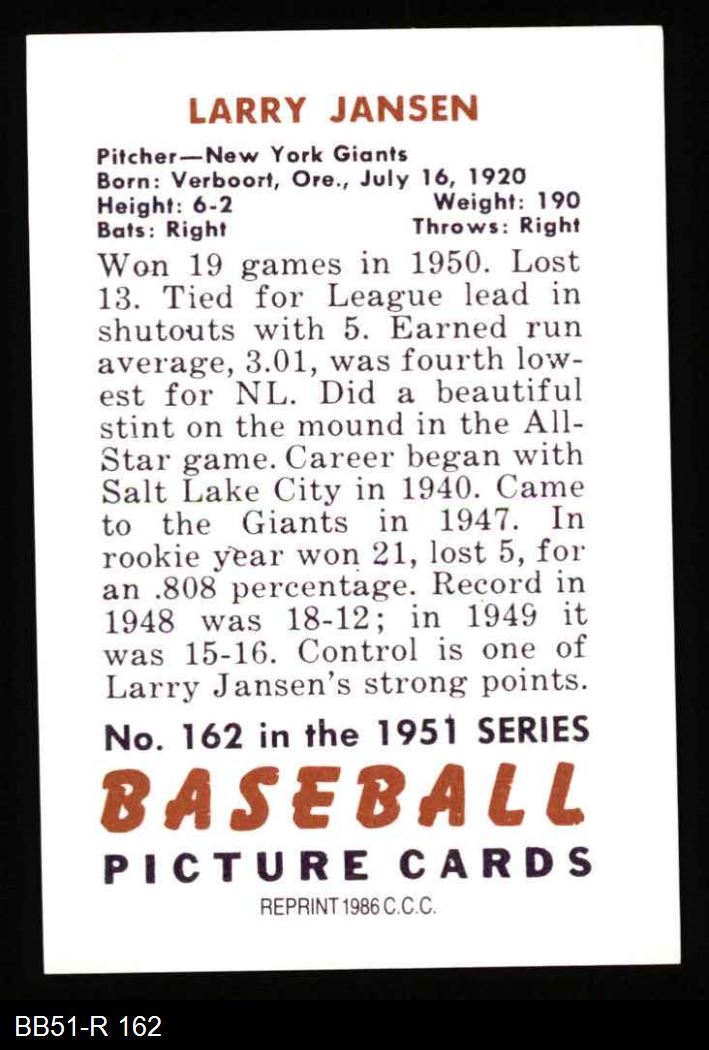 LARRY JANSEN
Pitcher—New York Giants
Born: Verboort, Ore., July 16, 1920
Height: 6-2 Weight: 190
Bats: Right Throws: Right
Won 19 games in 1950. Lost
13. Tied for League lead in
shutouts with 5. Earned run
average, 3.01, was fourth low-
est for NL. Did a beautiful
stint on the mound in the All-
Star game. Career began with
Salt Lake City in 1940. Came
to the Giants in 1947. In
rookie year won 21, lost 5, for
an .808 percentage. Record in
1948 was 18-12; in 1949 it
was 15-16. Control is one of
Larry Jansen's strong points.
No. 162 in the 1951 SERIES
BASEBALL
PICTURE CARDS
REPRINT 1986 C.C.C.
BB51-R 162